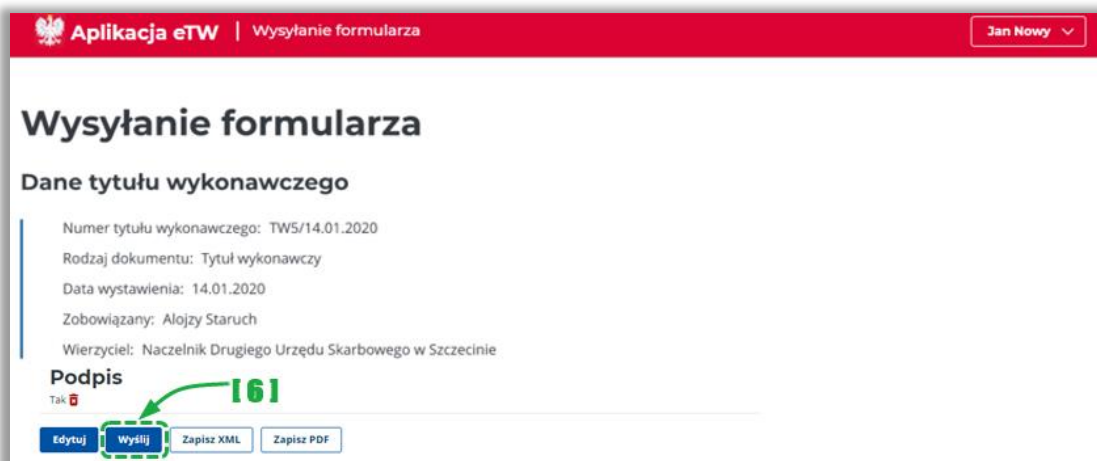 Aplikacja eTW | Wysyłanie formularza
Jan Nowy
Wysyłanie formularza
Dane tytułu wykonawczego
Numer tytułu wykonawczego: TW5/14.01.2020
Rodzaj dokumentu: Tytuł wykonawczy
Data wystawienia: 14.01.2020
Zobowiązany: Alojzy Staruch
Wierzyciel: Naczelnik Drugiego Urzędu Skarbowego w Szczecinie
Podpis
Tak
[6]
Edytuj Wyślij Zapisz XML Zapisz PDF